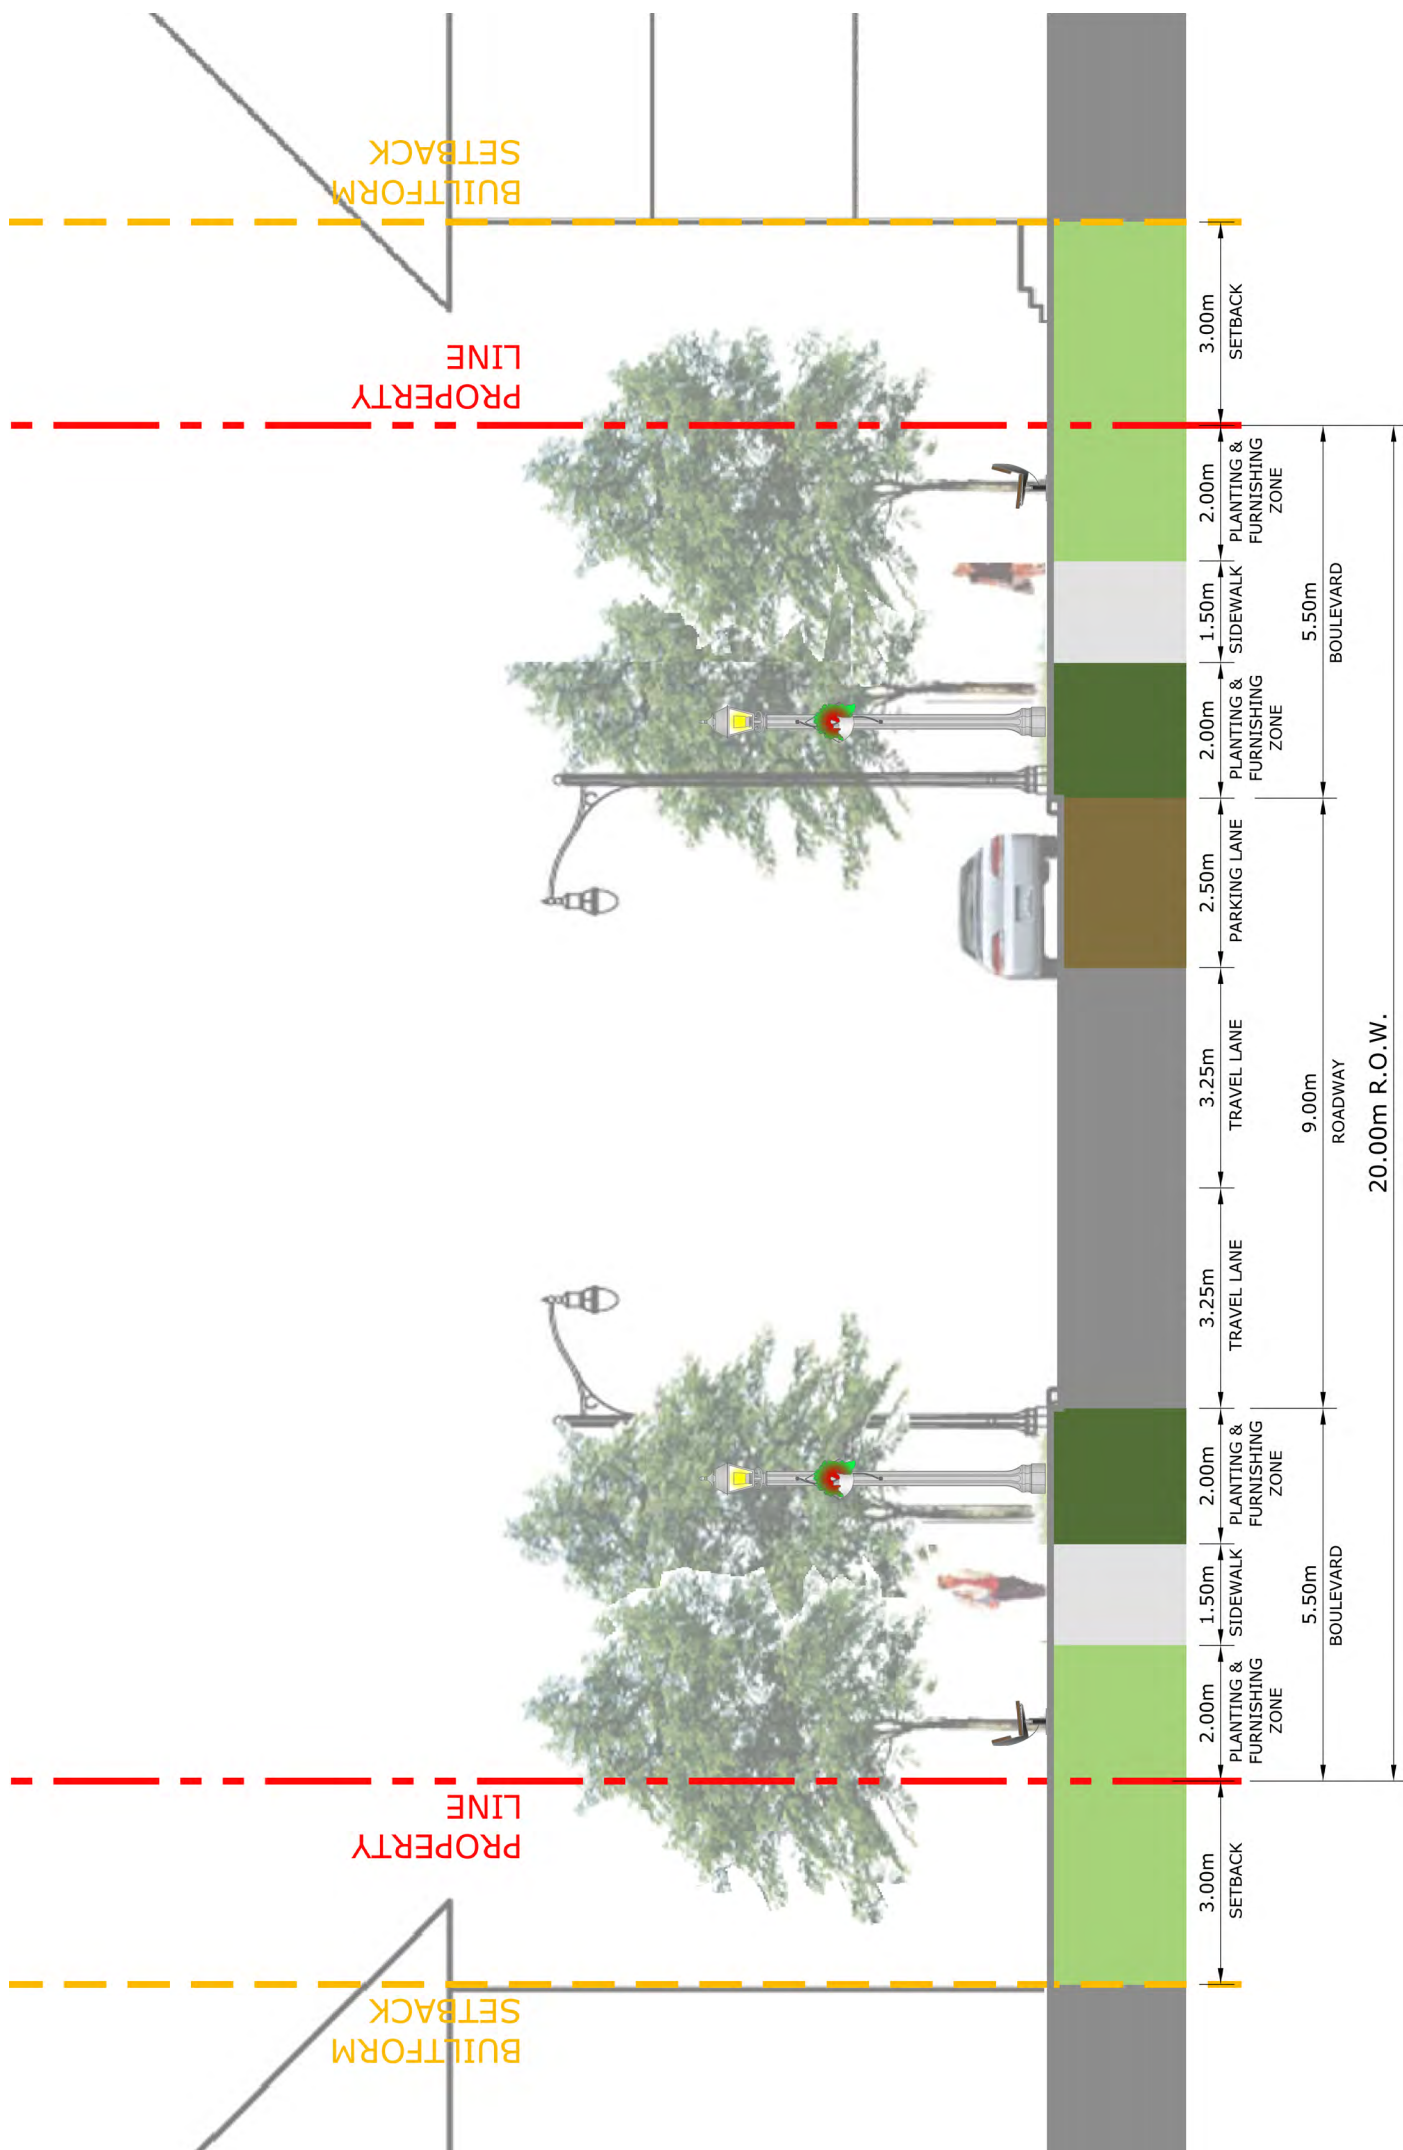 BUILTFORM
SETBACK
PROPERTY
LINE
PROPERTY
LINE
BUILTFORM
SETBACK
3.00m
SETBACK
2.00m
PLANTING &
FURNISHING
ZONE
1.50m
SIDEWALK
2.00m
PLANTING &
FURNISHING
ZONE
3.25m
TRAVEL LANE
3.25m
TRAVEL LANE
2.50m
PARKING LANE
2.00m
PLANTING &
FURNISHING
ZONE
1.50m
SIDEWALK
2.00m
PLANTING &
FURNISHING
ZONE
3.00m
SETBACK
5.50m
BOULEVARD
9.00m
ROADWAY
5.50m
BOULEVARD
20.00m R.O.W.